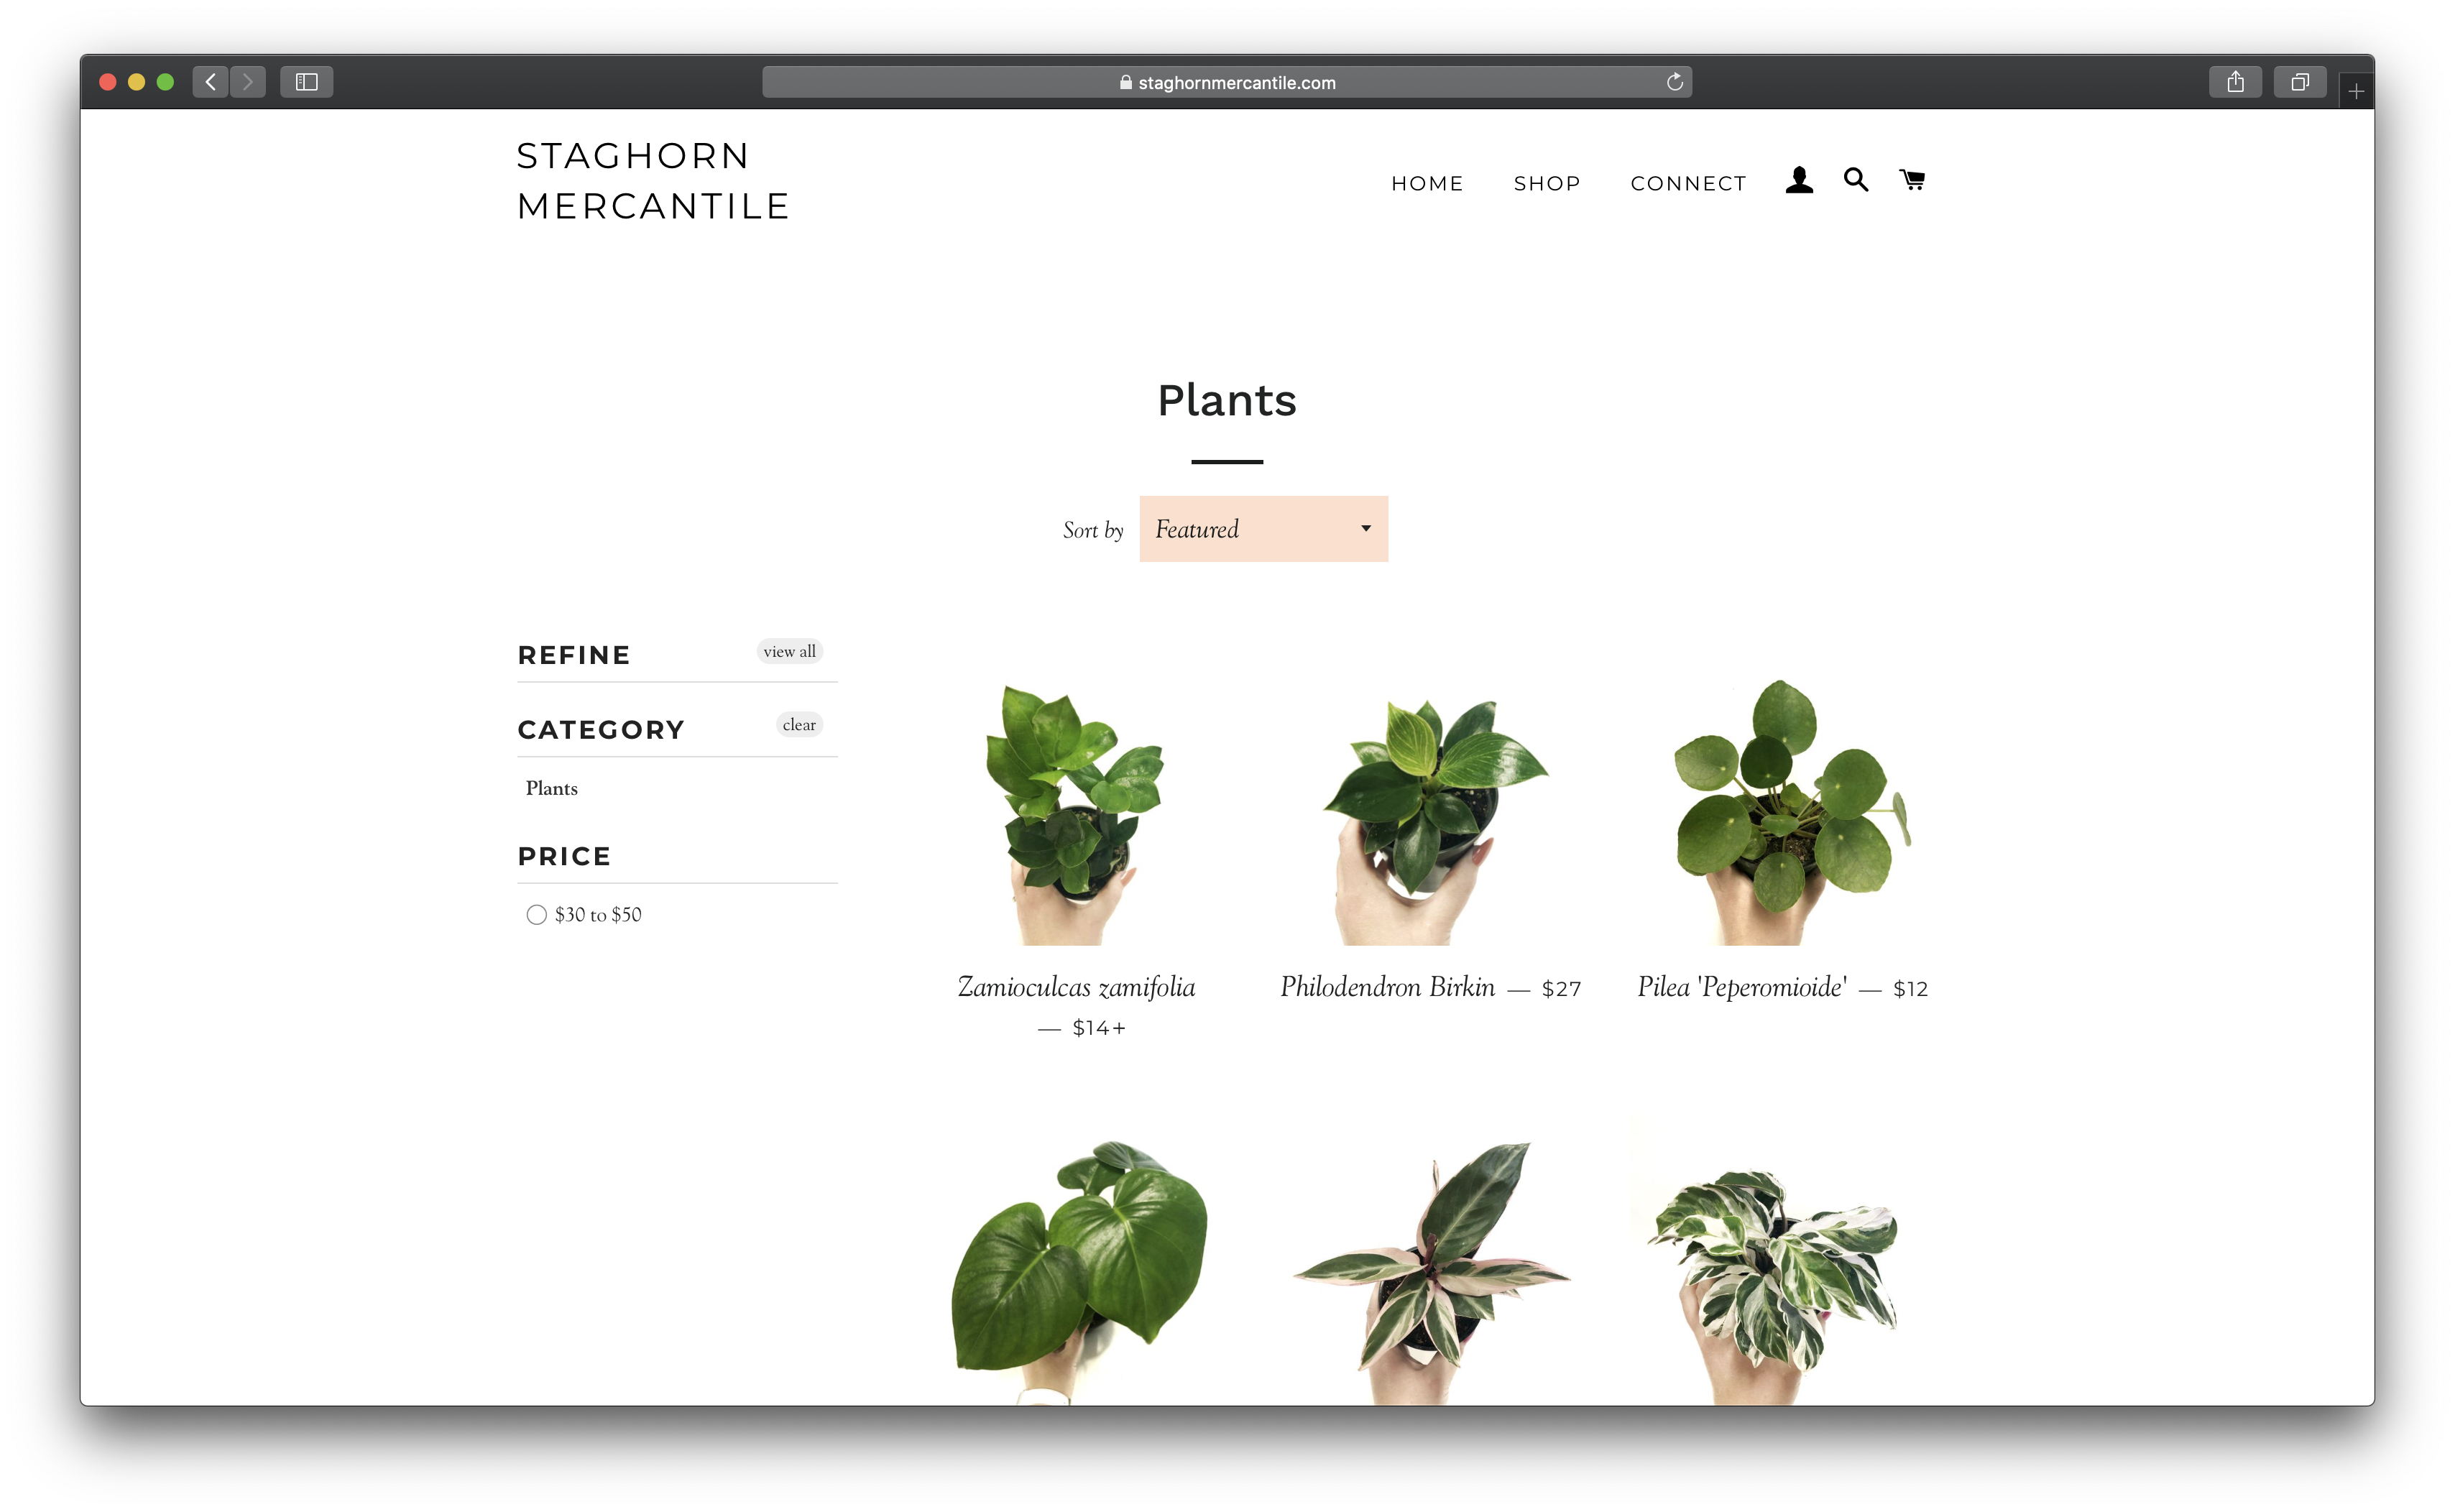 staghornmercantile.com
STAGHORN
MERCANTILE
HOME SHOP CONNECT
Plants
Sort by Featured
REFINE view all
CATEGORY clear
Plants
PRICE
$30 to $50
Zamioculcas zamifolia
— $14+
Philodendron Birkin — $27
Pilea 'Peperomioide' — $12